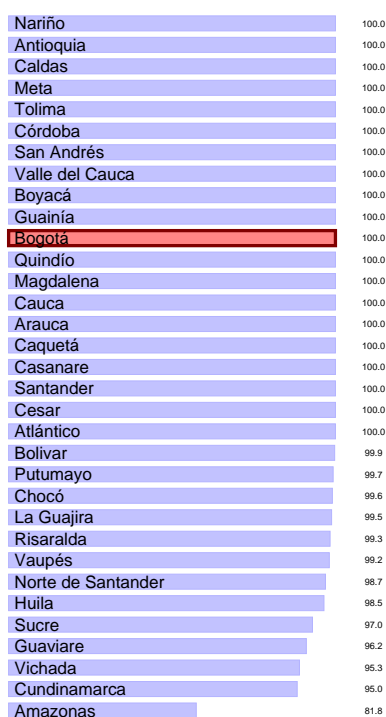 Nariño 100.0
Antioquia 100.0
Caldas 100.0
Meta 100.0
Tolima 100.0
Córdoba 100.0
San Andrés 100.0
Valle del Cauca 100.0
Boyacá 100.0
Guainía 100.0
Bogotá 100.0
Quindío 100.0
Magdalena 100.0
Cauca 100.0
Arauca 100.0
Caquetá 100.0
Casanare 100.0
Santander 100.0
Cesar 100.0
Atlántico 100.0
Bolivar 99.9
Putumayo 99.7
Chocó 99.6
La Guajira 99.5
Risaralda 99.3
Vaupés 99.2
Norte de Santander 98.7
Huila 98.5
Sucre 97.0
Guaviare 96.2
Vichada 95.3
Cundinamarca 95.0
Amazonas 81.8